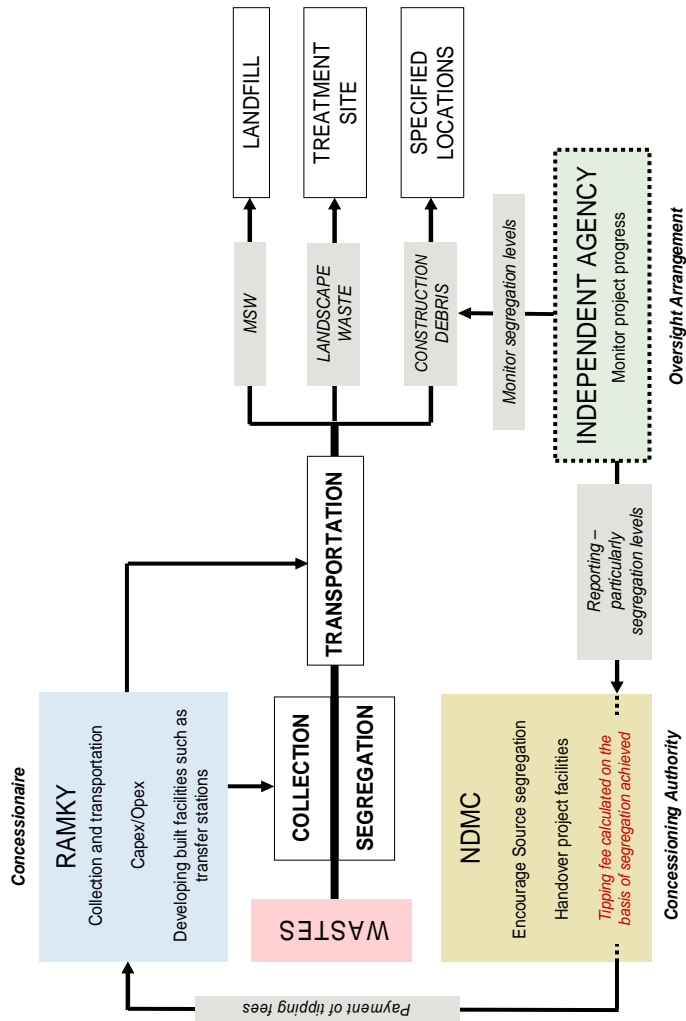 Concessionaire
RAMKY
Collection and transportation
Capex/Opex
Developing built facilities such as
transfer stations
Payment of tipping fees
WASTES
COLLECTION
SEGREGATION
TRANSPORTATION
MSW
LANDSCAPE
WASTE
CONSTRUCTION
DEBRIS
LANDFILL
TREATMENT
SITE
SPECIFIED
LOCATIONS
Monitor segregation levels
NDMC
Encourage Source segregation
Handover project facilities
Tipping fee calculated on the
basis of segregation achieved
Concessioning Authority
Reporting –
particularly
segregation levels
INDEPENDENT AGENCY
Monitor project progress
Oversight Arrangement